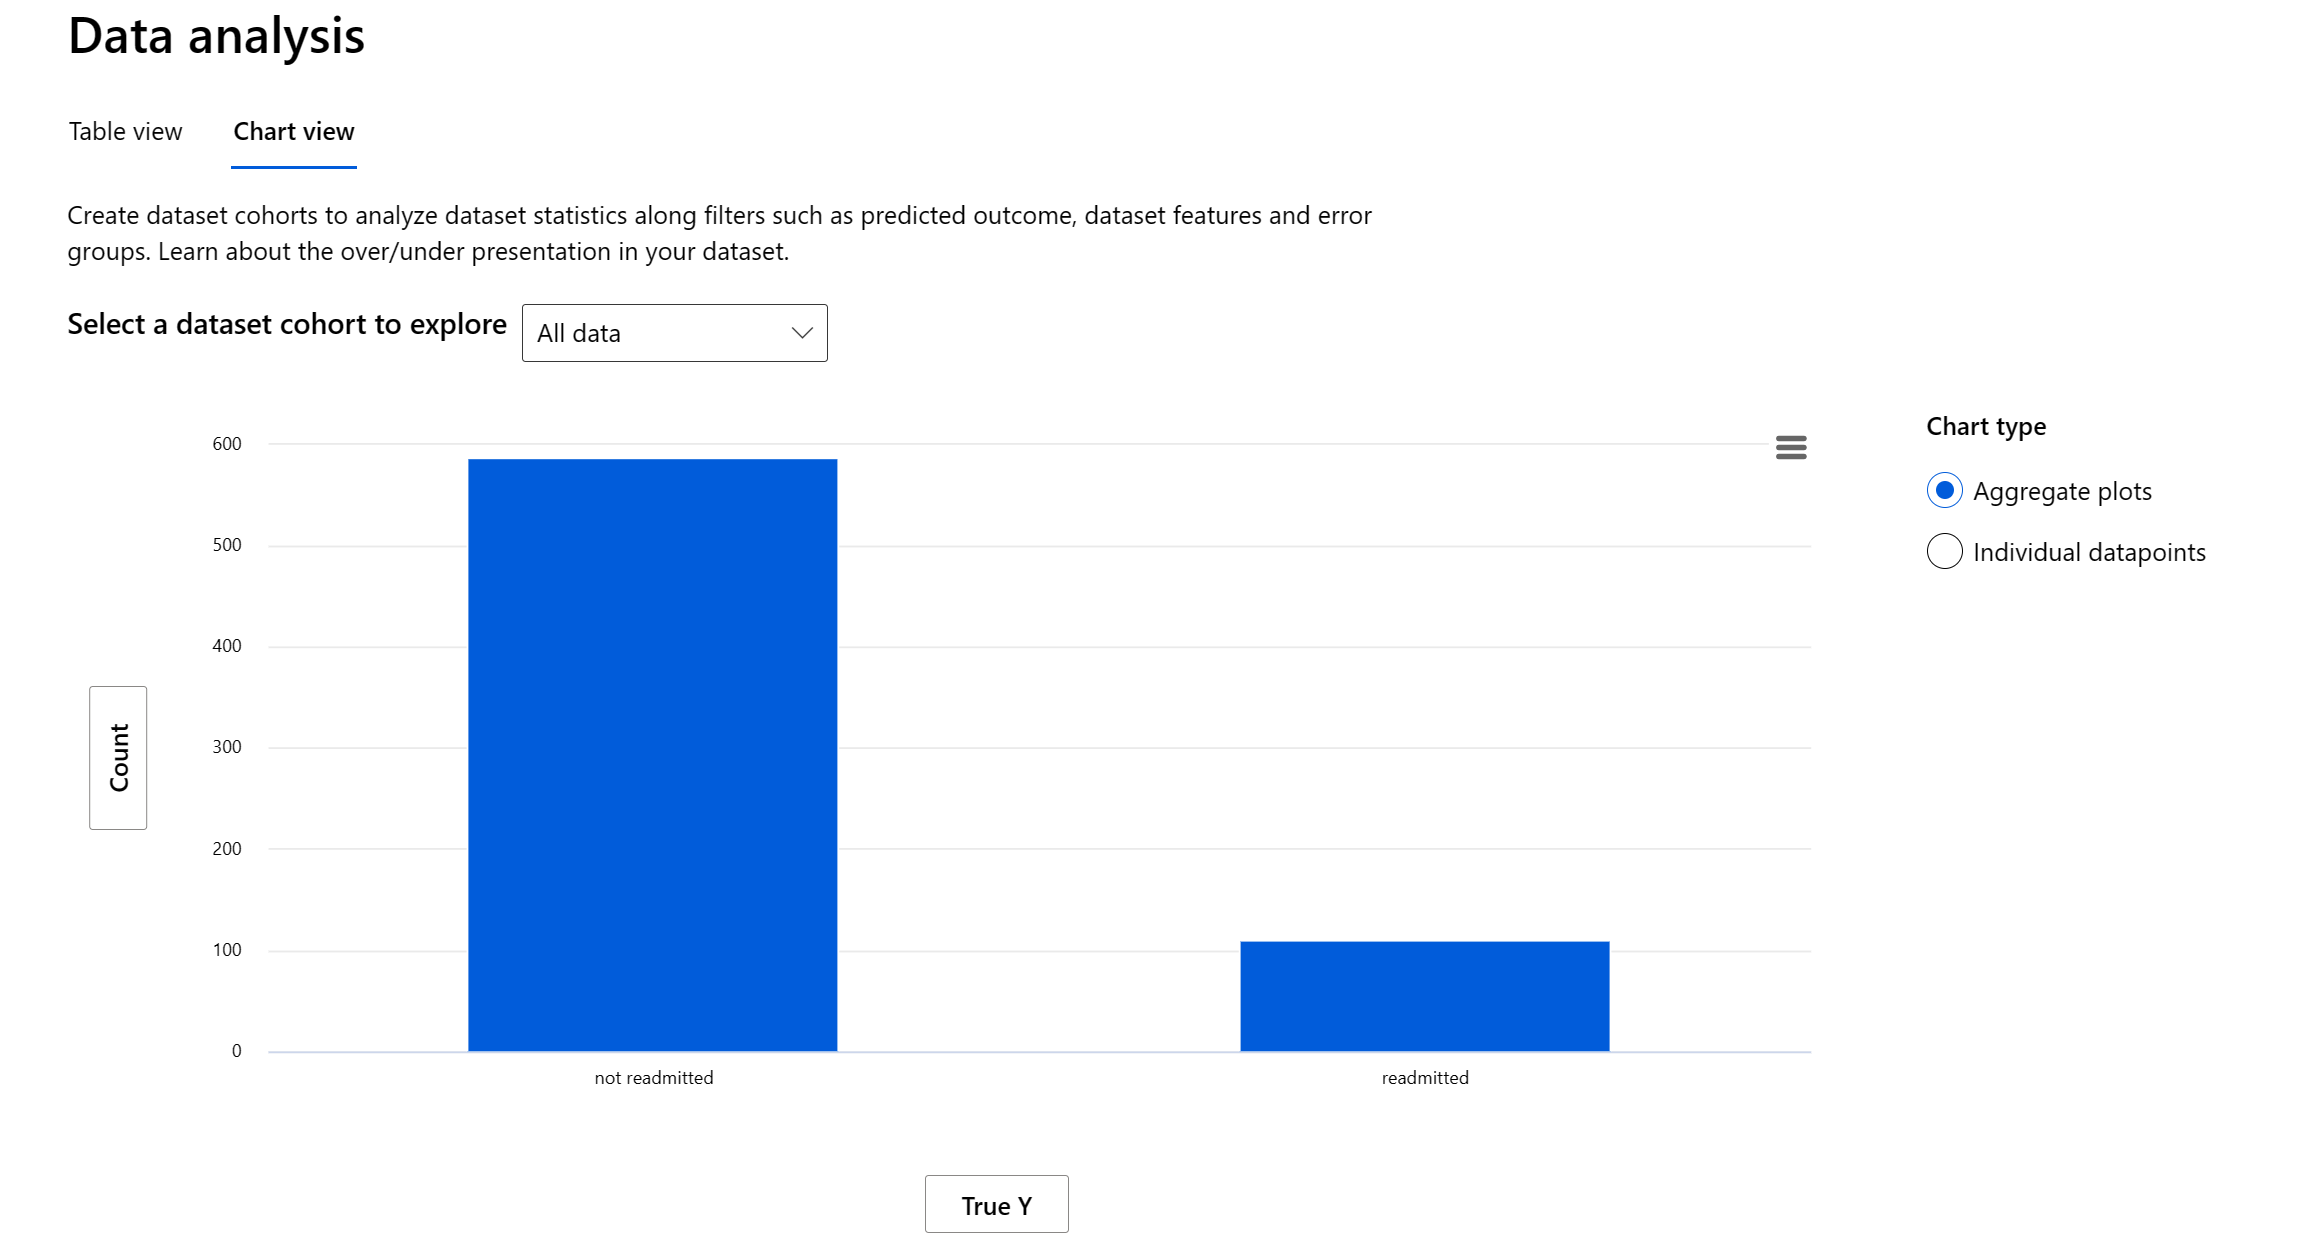 Data analysis
Table view
Chart view
Create dataset cohorts to analyze dataset statistics along filters such as predicted outcome, dataset features and error
groups. Learn about the over/under presentation in your dataset.
Select a dataset cohort to explore
All data
600
500
400
300
200
100
0
Count
not readmitted
readmitted
True Y
Chart type
Aggregate plots
Individual datapoints